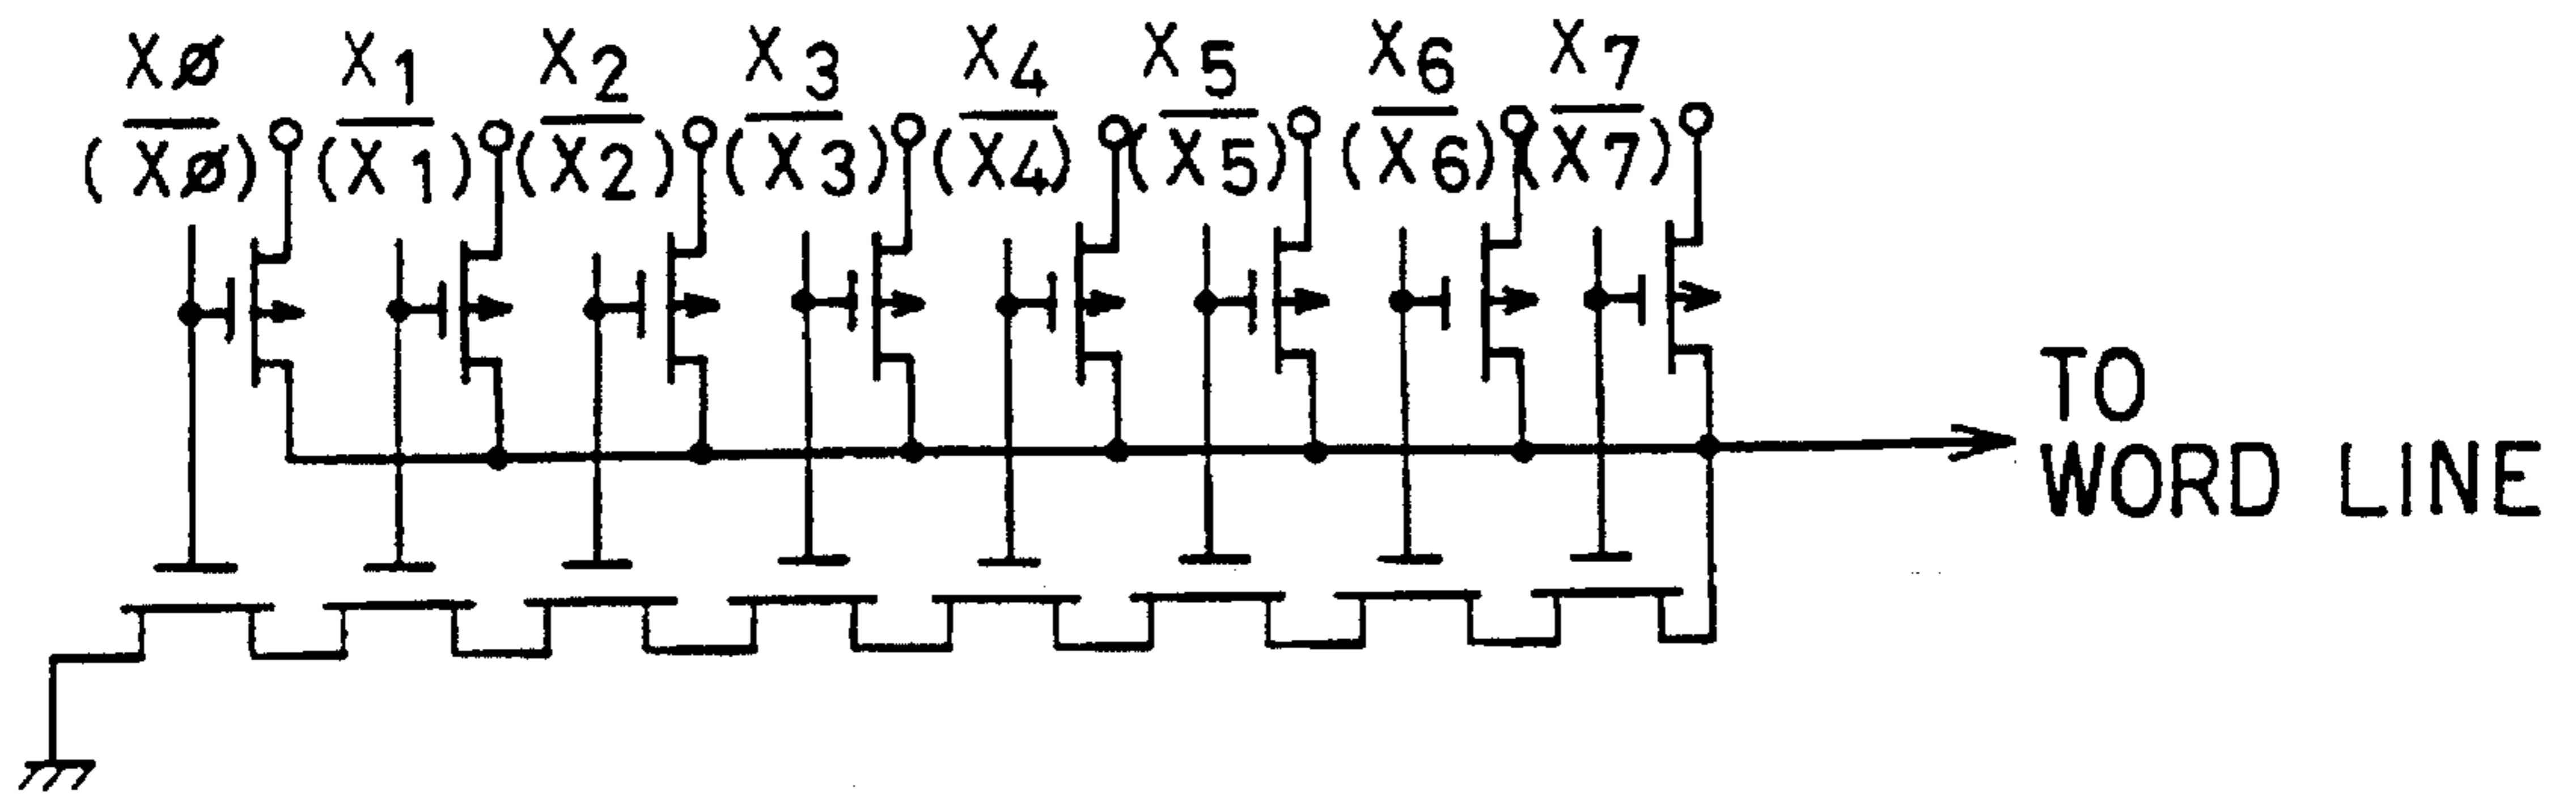 XØ X1 X2 X3 X4 X5 X6 X7
(X̅Ø̅) (X̅1̅) (X̅2̅) (X̅3̅) (X̅4̅) (X̅5̅) (X̅6̅) (X̅7̅)
TO
WORD LINE